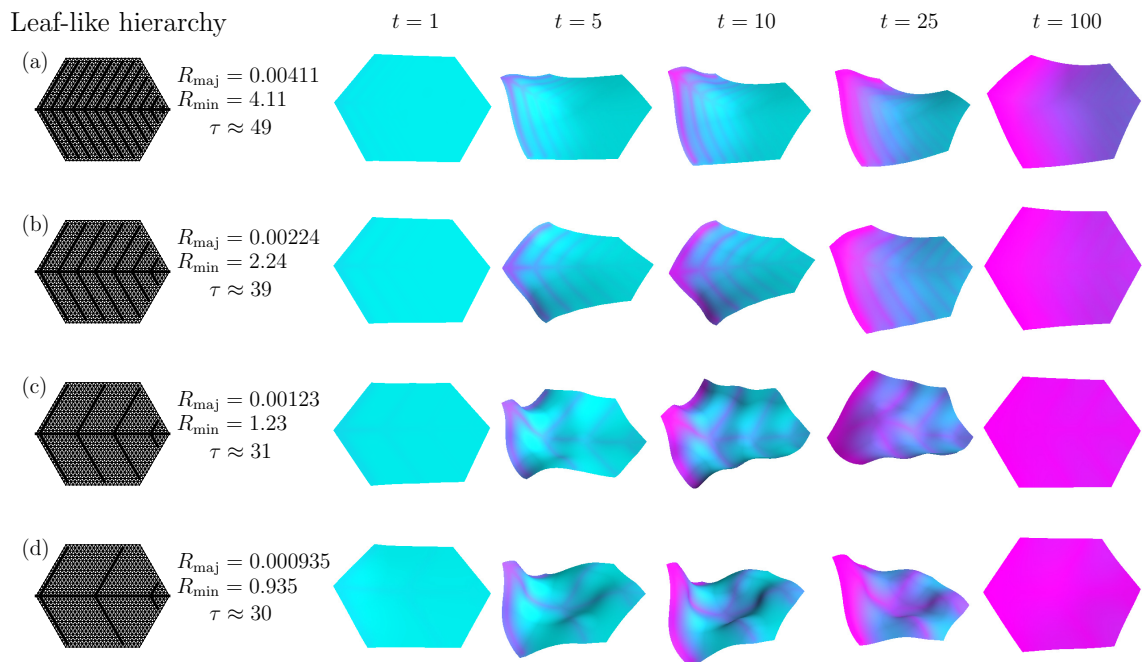 Leaf-like hierarchy
t = 1
t = 5
t = 10
t = 25
t = 100
(a)
R_maj = 0.00411
R_min = 4.11
τ ≈ 49
(b)
R_maj = 0.00224
R_min = 2.24
τ ≈ 39
(c)
R_maj = 0.00123
R_min = 1.23
τ ≈ 31
(d)
R_maj = 0.000935
R_min = 0.935
τ ≈ 30